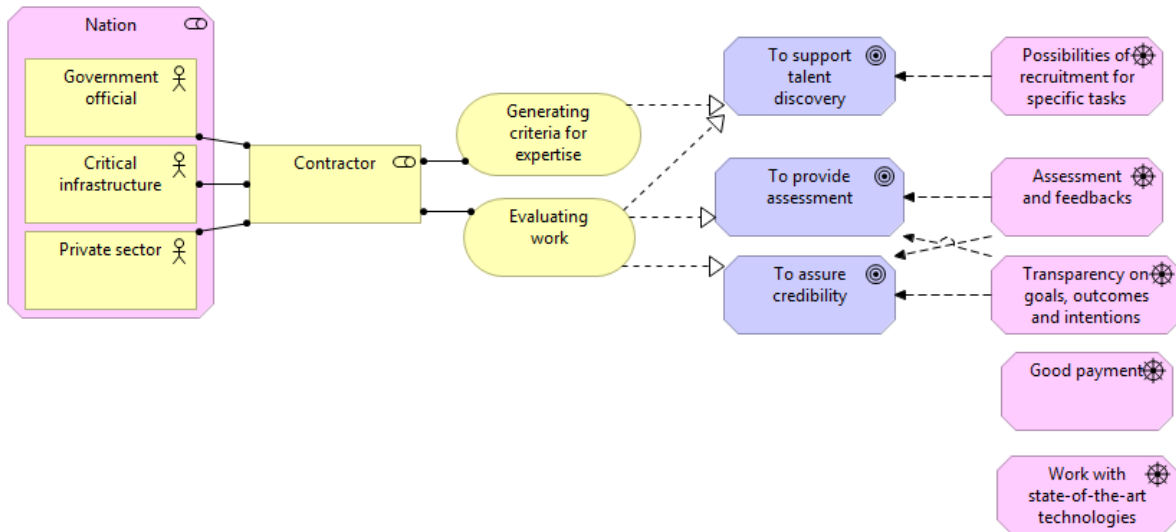 Nation
Government
official
Critical
infrastructure
Private sector
Contractor
Generating
criteria for
expertise
Evaluating
work
To support
talent
discovery
To provide
assessment
To assure
credibility
Possibilities of
recruitment for
specific tasks
Assessment
and feedbacks
Transparency on
goals, outcomes
and intentions
Good payment
Work with
state-of-the-art
technologies